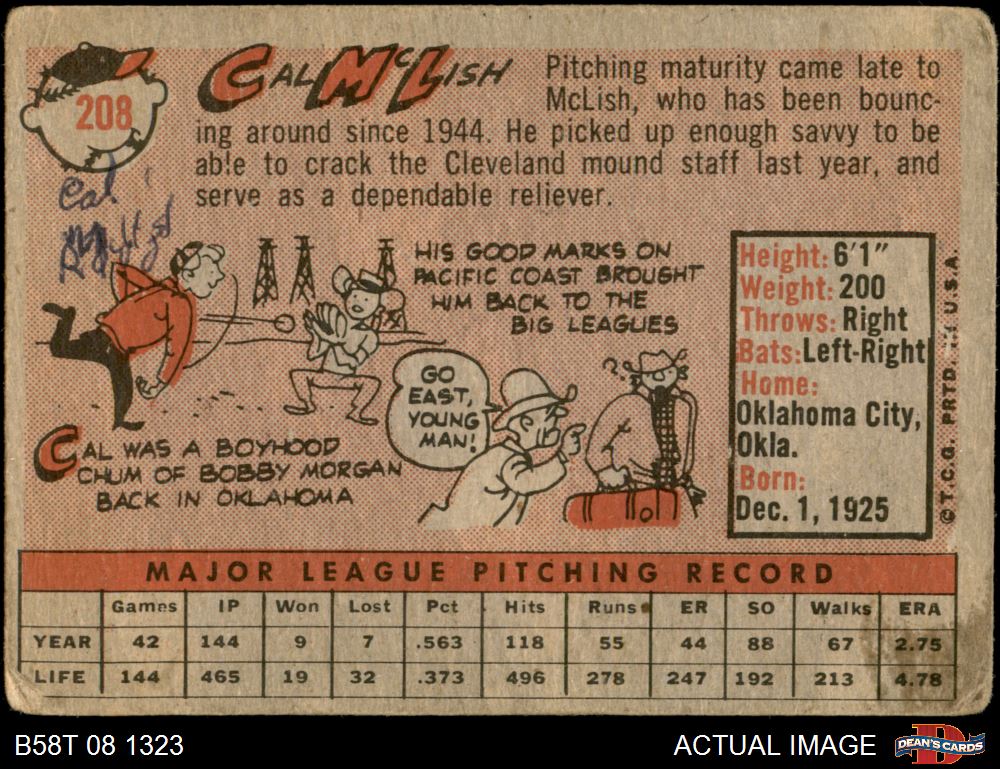 208
CAL McLISH
Pitching maturity came late to
McLish, who has been bounc-
ing around since 1944. He picked up enough savvy to be
able to crack the Cleveland mound staff last year, and
serve as a dependable reliever.
Cal
HIS GOOD MARKS ON
PACIFIC COAST BROUGHT
HIM BACK TO THE
BIG LEAGUES
GO
EAST,
YOUNG
MAN!
?
CAL WAS A BOYHOOD
CHUM OF BOBBY MORGAN
BACK IN OKLAHOMA
Height: 6'1"
Weight: 200
Throws: Right
Bats: Left-Right
Home:
Oklahoma City,
Okla.
Born:
Dec. 1, 1925
© T.C.G. PRTD. IN U.S.A.
MAJOR LEAGUE PITCHING RECORD
Games IP Won Lost Pct Hits Runs ER SO Walks ERA
YEAR 42 144 9 7 .563 118 55 44 88 67 2.75
LIFE 144 465 19 32 .373 496 278 247 192 213 4.78
B58T 08 1323
ACTUAL IMAGE
D
DEAN'S CARDS